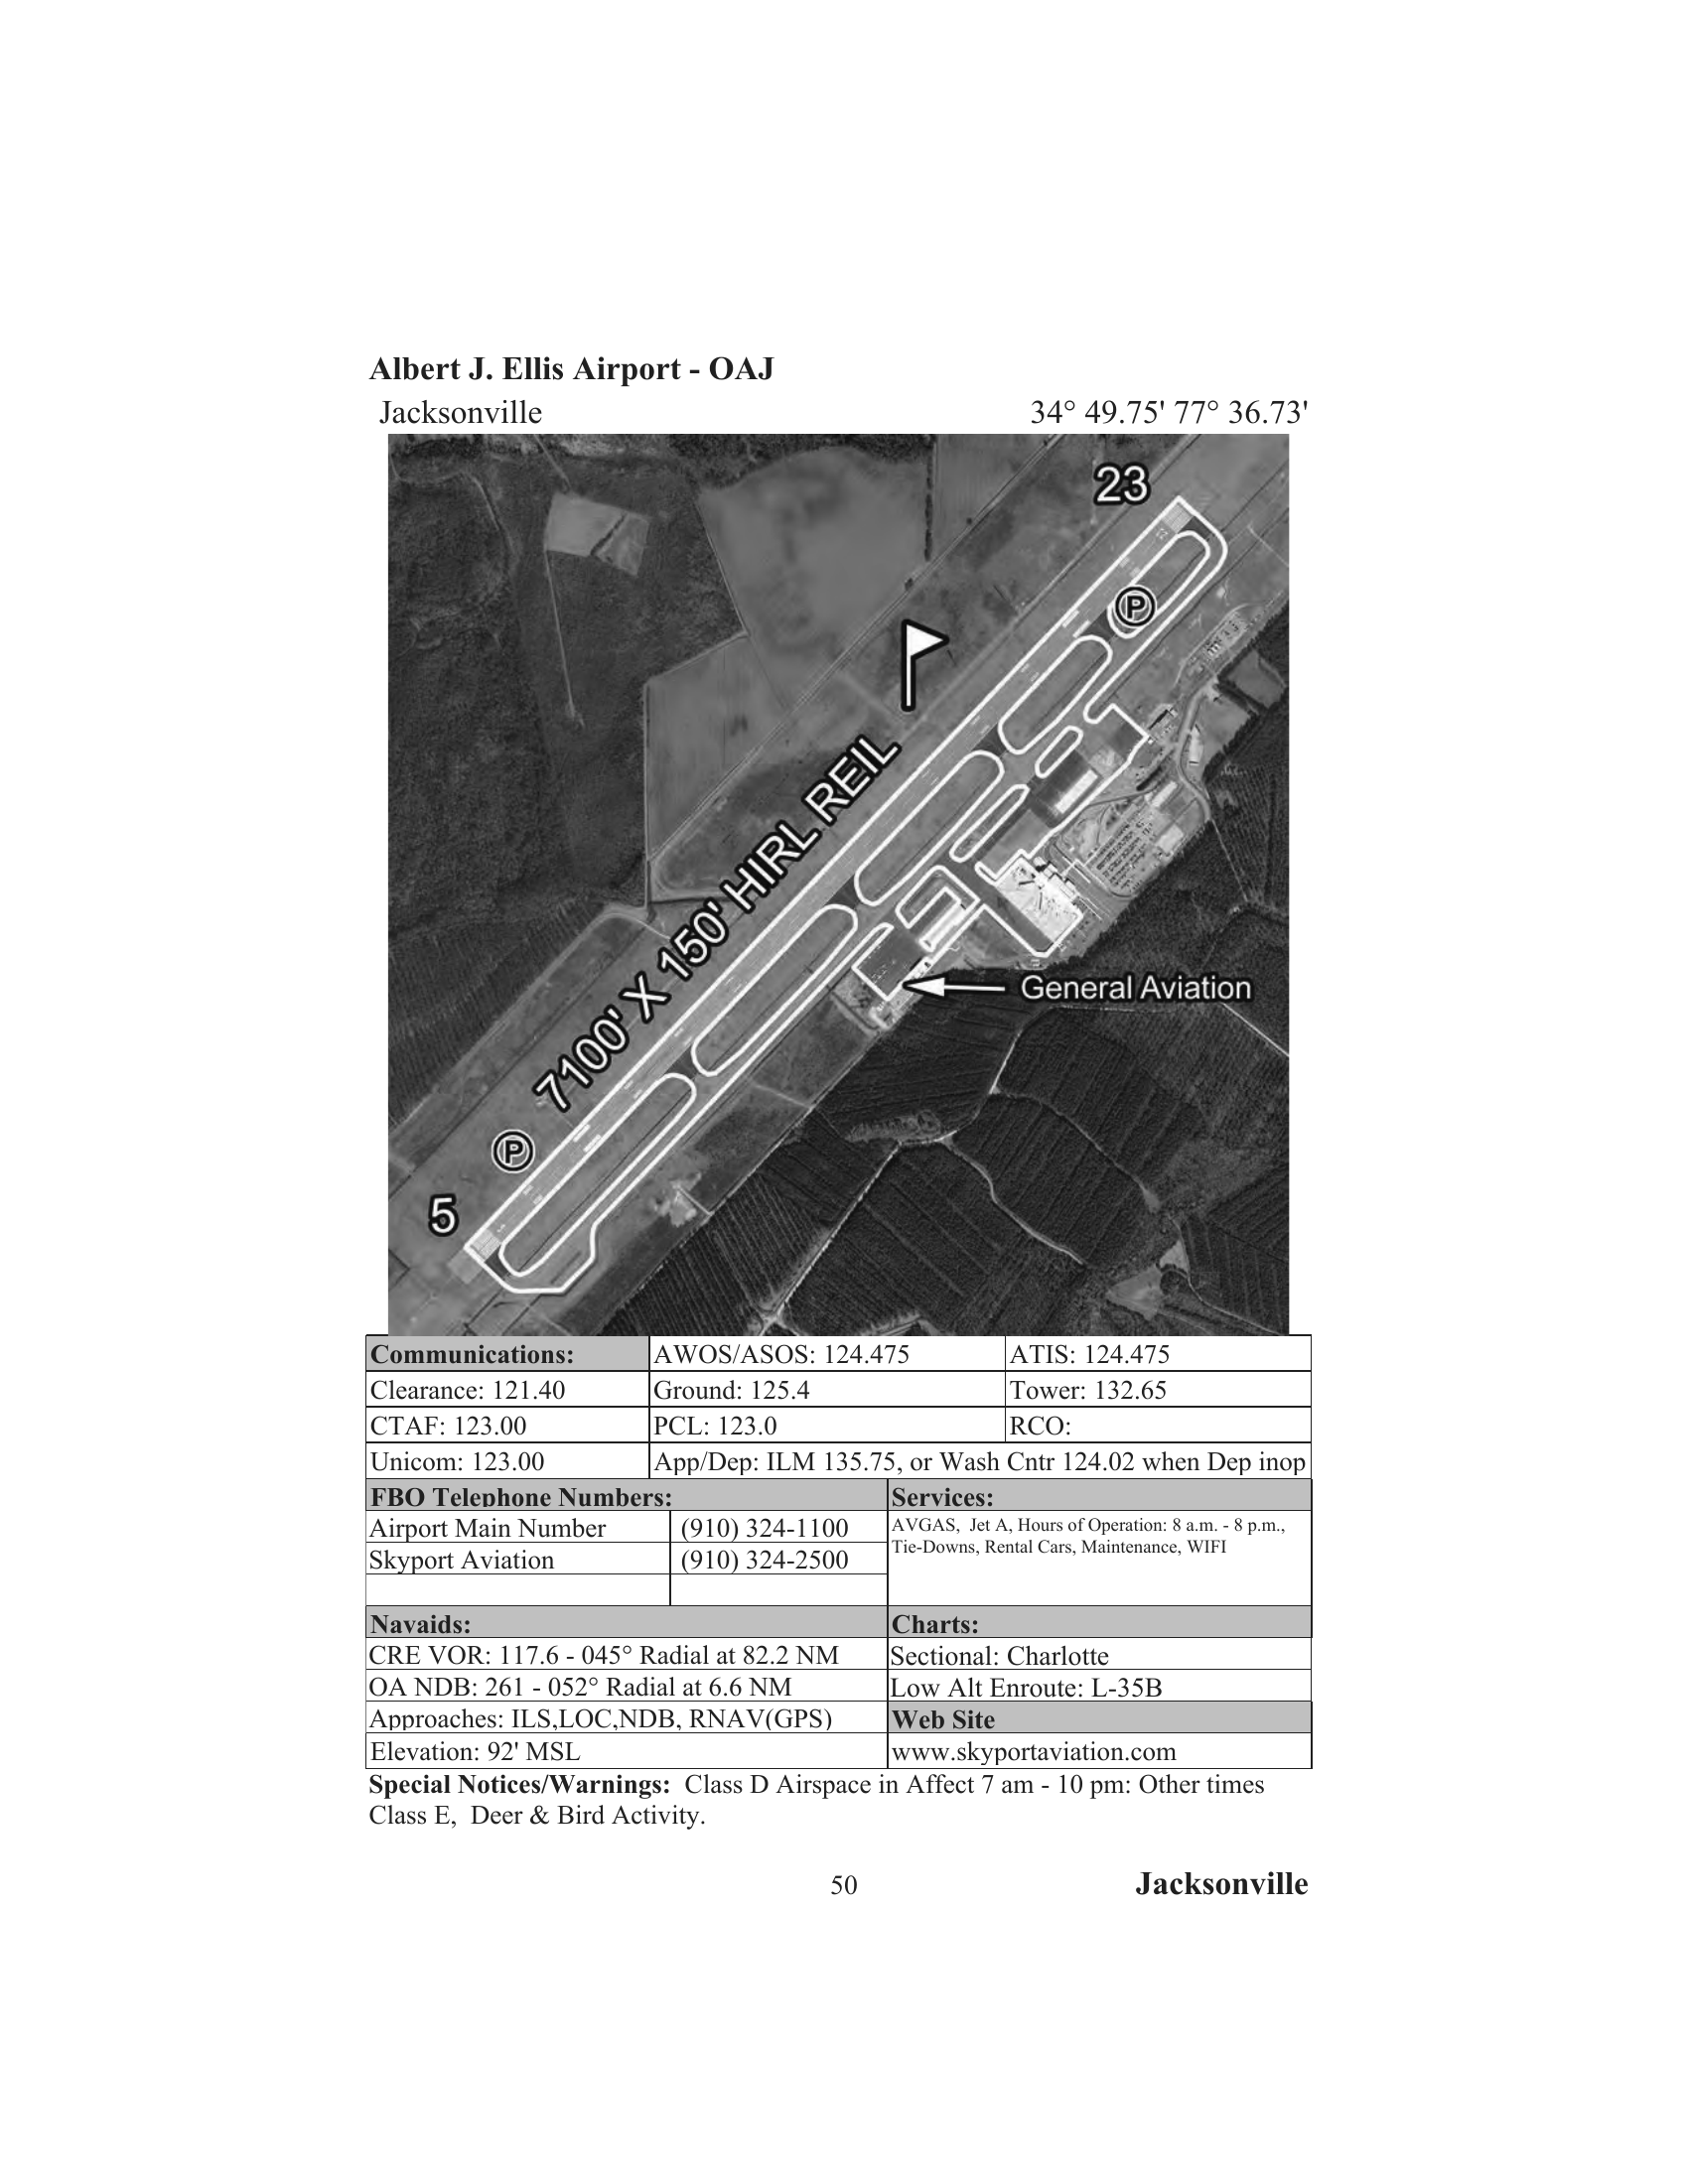 Albert J. Ellis Airport - OAJ
Jacksonville 34° 49.75' 77° 36.73'
23
P
7100' X 150' HIRL REIL
General Aviation
P
5
Communications: AWOS/ASOS: 124.475 ATIS: 124.475
Clearance: 121.40 Ground: 125.4 Tower: 132.65
CTAF: 123.00 PCL: 123.0 RCO:
Unicom: 123.00 App/Dep: ILM 135.75, or Wash Cntr 124.02 when Dep inop
FBO Telephone Numbers: Services:
Airport Main Number (910) 324-1100 AVGAS, Jet A, Hours of Operation: 8 a.m. - 8 p.m.,
Skyport Aviation (910) 324-2500 Tie-Downs, Rental Cars, Maintenance, WIFI
Navaids: Charts:
CRE VOR: 117.6 - 045° Radial at 82.2 NM Sectional: Charlotte
OA NDB: 261 - 052° Radial at 6.6 NM Low Alt Enroute: L-35B
Approaches: ILS,LOC,NDB, RNAV(GPS) Web Site
Elevation: 92' MSL www.skyportaviation.com
Special Notices/Warnings: Class D Airspace in Affect 7 am - 10 pm: Other times
Class E, Deer & Bird Activity.
50 Jacksonville